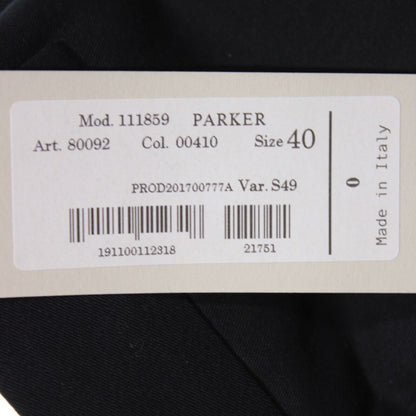 Mod. 111859 PARKER
Art. 80092 Col. 00410 Size 40
PROD201700777A Var. S49
191100112318 21751
0
Made in Italy